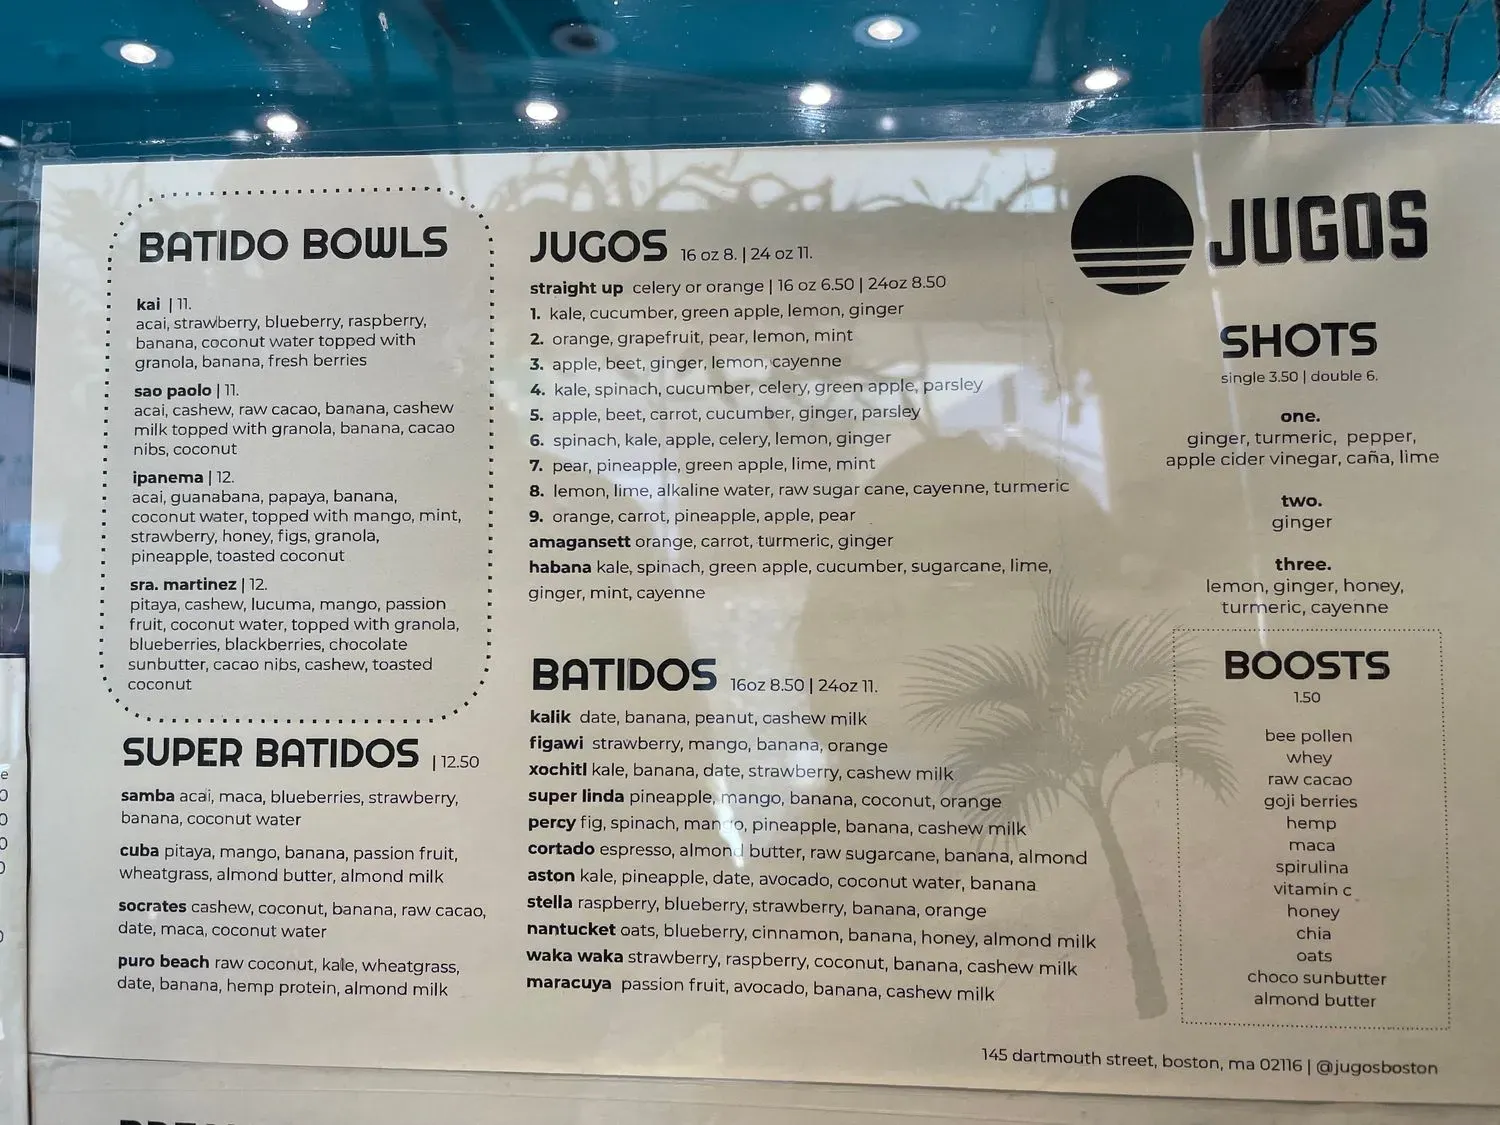 BATIDO BOWLS
kai | 11.
acai, strawberry, blueberry, raspberry,
banana, coconut water topped with
granola, banana, fresh berries
sao paolo | 11.
acai, cashew, raw cacao, banana, cashew
milk topped with granola, banana, cacao
nibs, coconut
ipanema | 12.
acai, guanabana, papaya, banana,
coconut water, topped with mango, mint,
strawberry, honey, figs, granola,
pineapple, toasted coconut
sra. martinez | 12.
pitaya, cashew, lucuma, mango, passion
fruit, coconut water, topped with granola,
blueberries, blackberries, chocolate
sunbutter, cacao nibs, cashew, toasted
coconut
SUPER BATIDOS | 12.50
samba acai, maca, blueberries, strawberry,
banana, coconut water
cuba pitaya, mango, banana, passion fruit,
wheatgrass, almond butter, almond milk
socrates cashew, coconut, banana, raw cacao,
date, maca, coconut water
puro beach raw coconut, kale, wheatgrass,
date, banana, hemp protein, almond milk
JUGOS 16 oz 8. | 24 oz 11.
straight up celery or orange | 16 oz 6.50 | 24oz 8.50
1. kale, cucumber, green apple, lemon, ginger
2. orange, grapefruit, pear, lemon, mint
3. apple, beet, ginger, lemon, cayenne
4. kale, spinach, cucumber, celery, green apple, parsley
5. apple, beet, carrot, cucumber, ginger, parsley
6. spinach, kale, apple, celery, lemon, ginger
7. pear, pineapple, green apple, lime, mint
8. lemon, lime, alkaline water, raw sugar cane, cayenne, turmeric
9. orange, carrot, pineapple, apple, pear
amagansett orange, carrot, turmeric, ginger
habana kale, spinach, green apple, cucumber, sugarcane, lime,
ginger, mint, cayenne
BATIDOS 16oz 8.50 | 24oz 11.
kalik date, banana, peanut, cashew milk
figawi strawberry, mango, banana, orange
xochitl kale, banana, date, strawberry, cashew milk
super linda pineapple, mango, banana, coconut, orange
percy fig, spinach, mango, pineapple, banana, cashew milk
cortado espresso, almond butter, raw sugarcane, banana, almond
aston kale, pineapple, date, avocado, coconut water, banana
stella raspberry, blueberry, strawberry, banana, orange
nantucket oats, blueberry, cinnamon, banana, honey, almond milk
waka waka strawberry, raspberry, coconut, banana, cashew milk
maracuya passion fruit, avocado, banana, cashew milk
JUGOS
SHOTS
single 3.50 | double 6.
one.
ginger, turmeric, pepper,
apple cider vinegar, caña, lime
two.
ginger
three.
lemon, ginger, honey,
turmeric, cayenne
BOOSTS
1.50
bee pollen
whey
raw cacao
goji berries
hemp
maca
spirulina
vitamin c
honey
chia
oats
choco sunbutter
almond butter
145 dartmouth street, boston, ma 02116 | @jugosboston